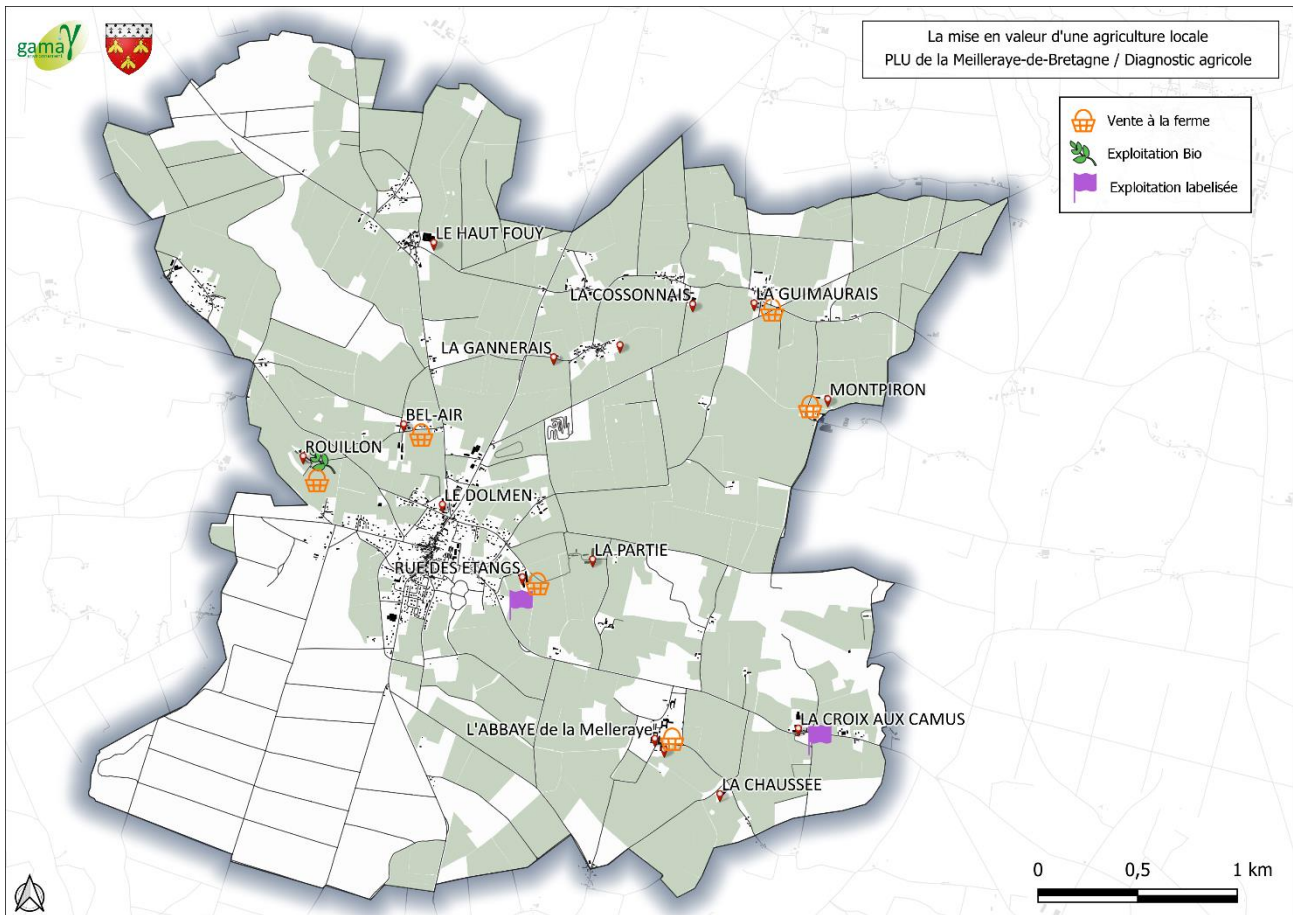 gama
La mise en valeur d'une agriculture locale
PLU de la Meilleraye-de-Bretagne / Diagnostic agricole
Vente à la ferme
Exploitation Bio
Exploitation labelisée
LE HAUT FOUY
LA COSSONNAIS
LA GUIMAURAIS
LA GANNERAIS
MONTPIRON
BEL-AIR
ROUILLON
LE DOLMEN
LA PARTIE
RUE DES ETANGS
L'ABBAYE de la Melleraye
LA CROIX AUX CAMUS
LA CHAUSSEE
0 0,5 1 km